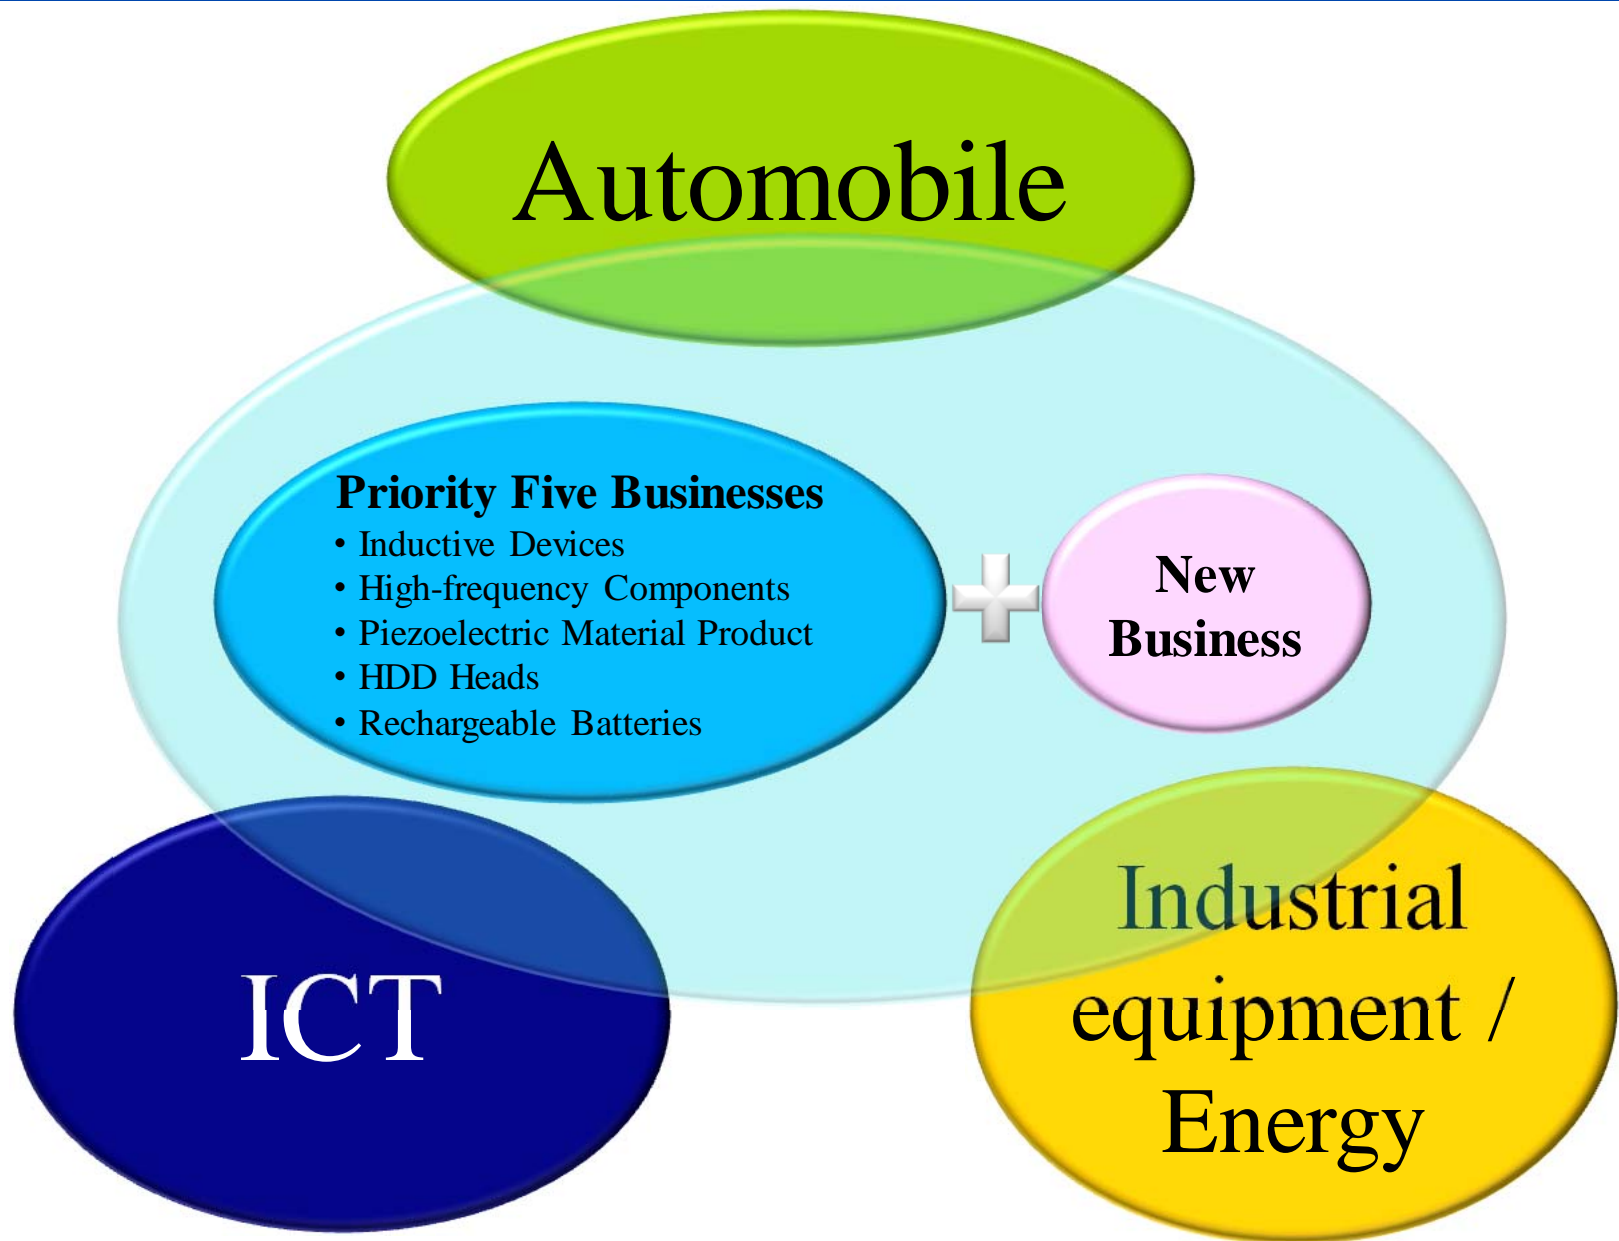 Automobile
Priority Five Businesses
• Inductive Devices
• High-frequency Components
• Piezoelectric Material Product
• HDD Heads
• Rechargeable Batteries
New
Business
ICT
Industrial
equipment /
Energy